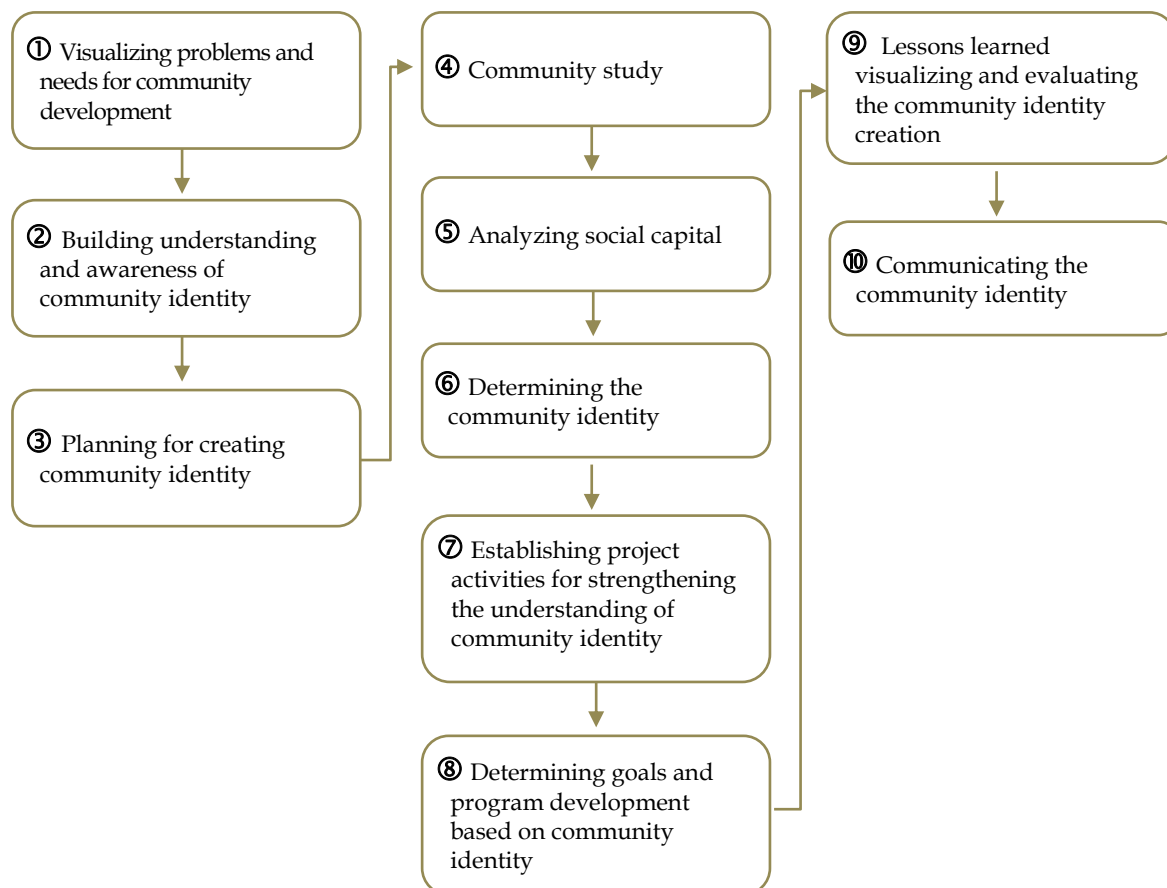 ① Visualizing problems and
needs for community
development
② Building understanding
and awareness of
community identity
③ Planning for creating
community identity
④ Community study
⑤ Analyzing social capital
⑥ Determining the
community identity
⑦ Establishing project
activities for strengthening
the understanding of
community identity
⑧ Determining goals and
program development
based on community
identity
⑨ Lessons learned
visualizing and evaluating
the community identity
creation
⑩ Communicating the
community identity